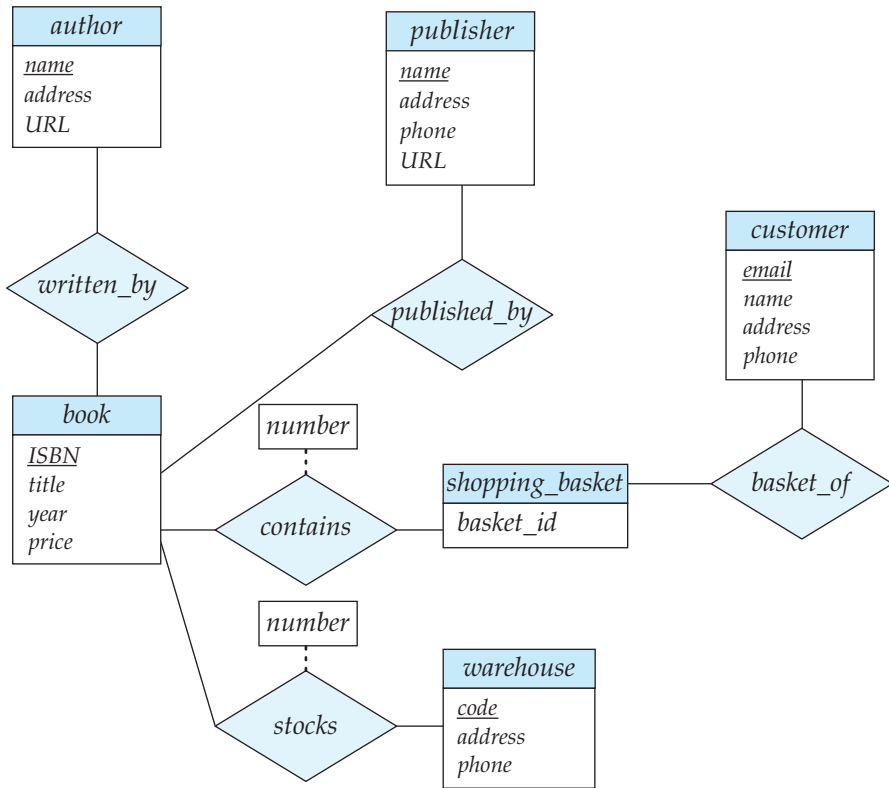 author
name
address
URL
publisher
name
address
phone
URL
customer
email
name
address
phone
written_by
published_by
book
ISBN
title
year
price
number
contains
shopping_basket
basket_id
basket_of
number
stocks
warehouse
code
address
phone